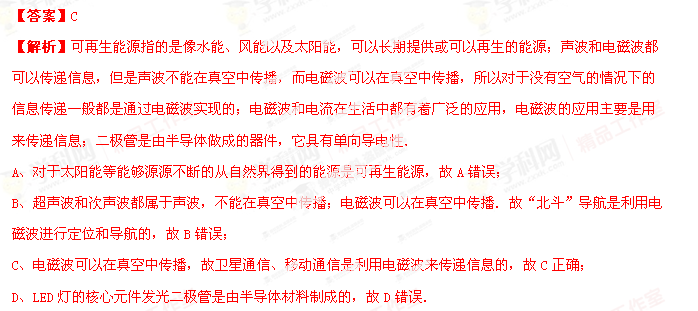 【答案】C
【解析】可再生能源指的是像水能、风能以及太阳能，可以长期提供或可以再生的能源；声波和电磁波都
可以传递信息，但是声波不能在真空中传播，而电磁波可以在真空中传播，所以对于没有空气的情况下的
信息传递一般都是通过电磁波实现的；电磁波和电流在生活中都有着广泛的应用，电磁波的应用主要是用
来传递信息；二极管是由半导体做成的器件，它具有单向导电性．
A、对于太阳能等能够源源不断的从自然界得到的能源是可再生能源，故 A 错误；
B、超声波和次声波都属于声波，不能在真空中传播；电磁波可以在真空中传播．故“北斗”导航是利用电
磁波进行定位和导航的，故 B 错误；
C、电磁波可以在真空中传播，故卫星通信、移动通信是利用电磁波来传递信息的，故 C 正确；
D、LED 灯的核心元件发光二极管是由半导体材料制成的，故 D 错误．